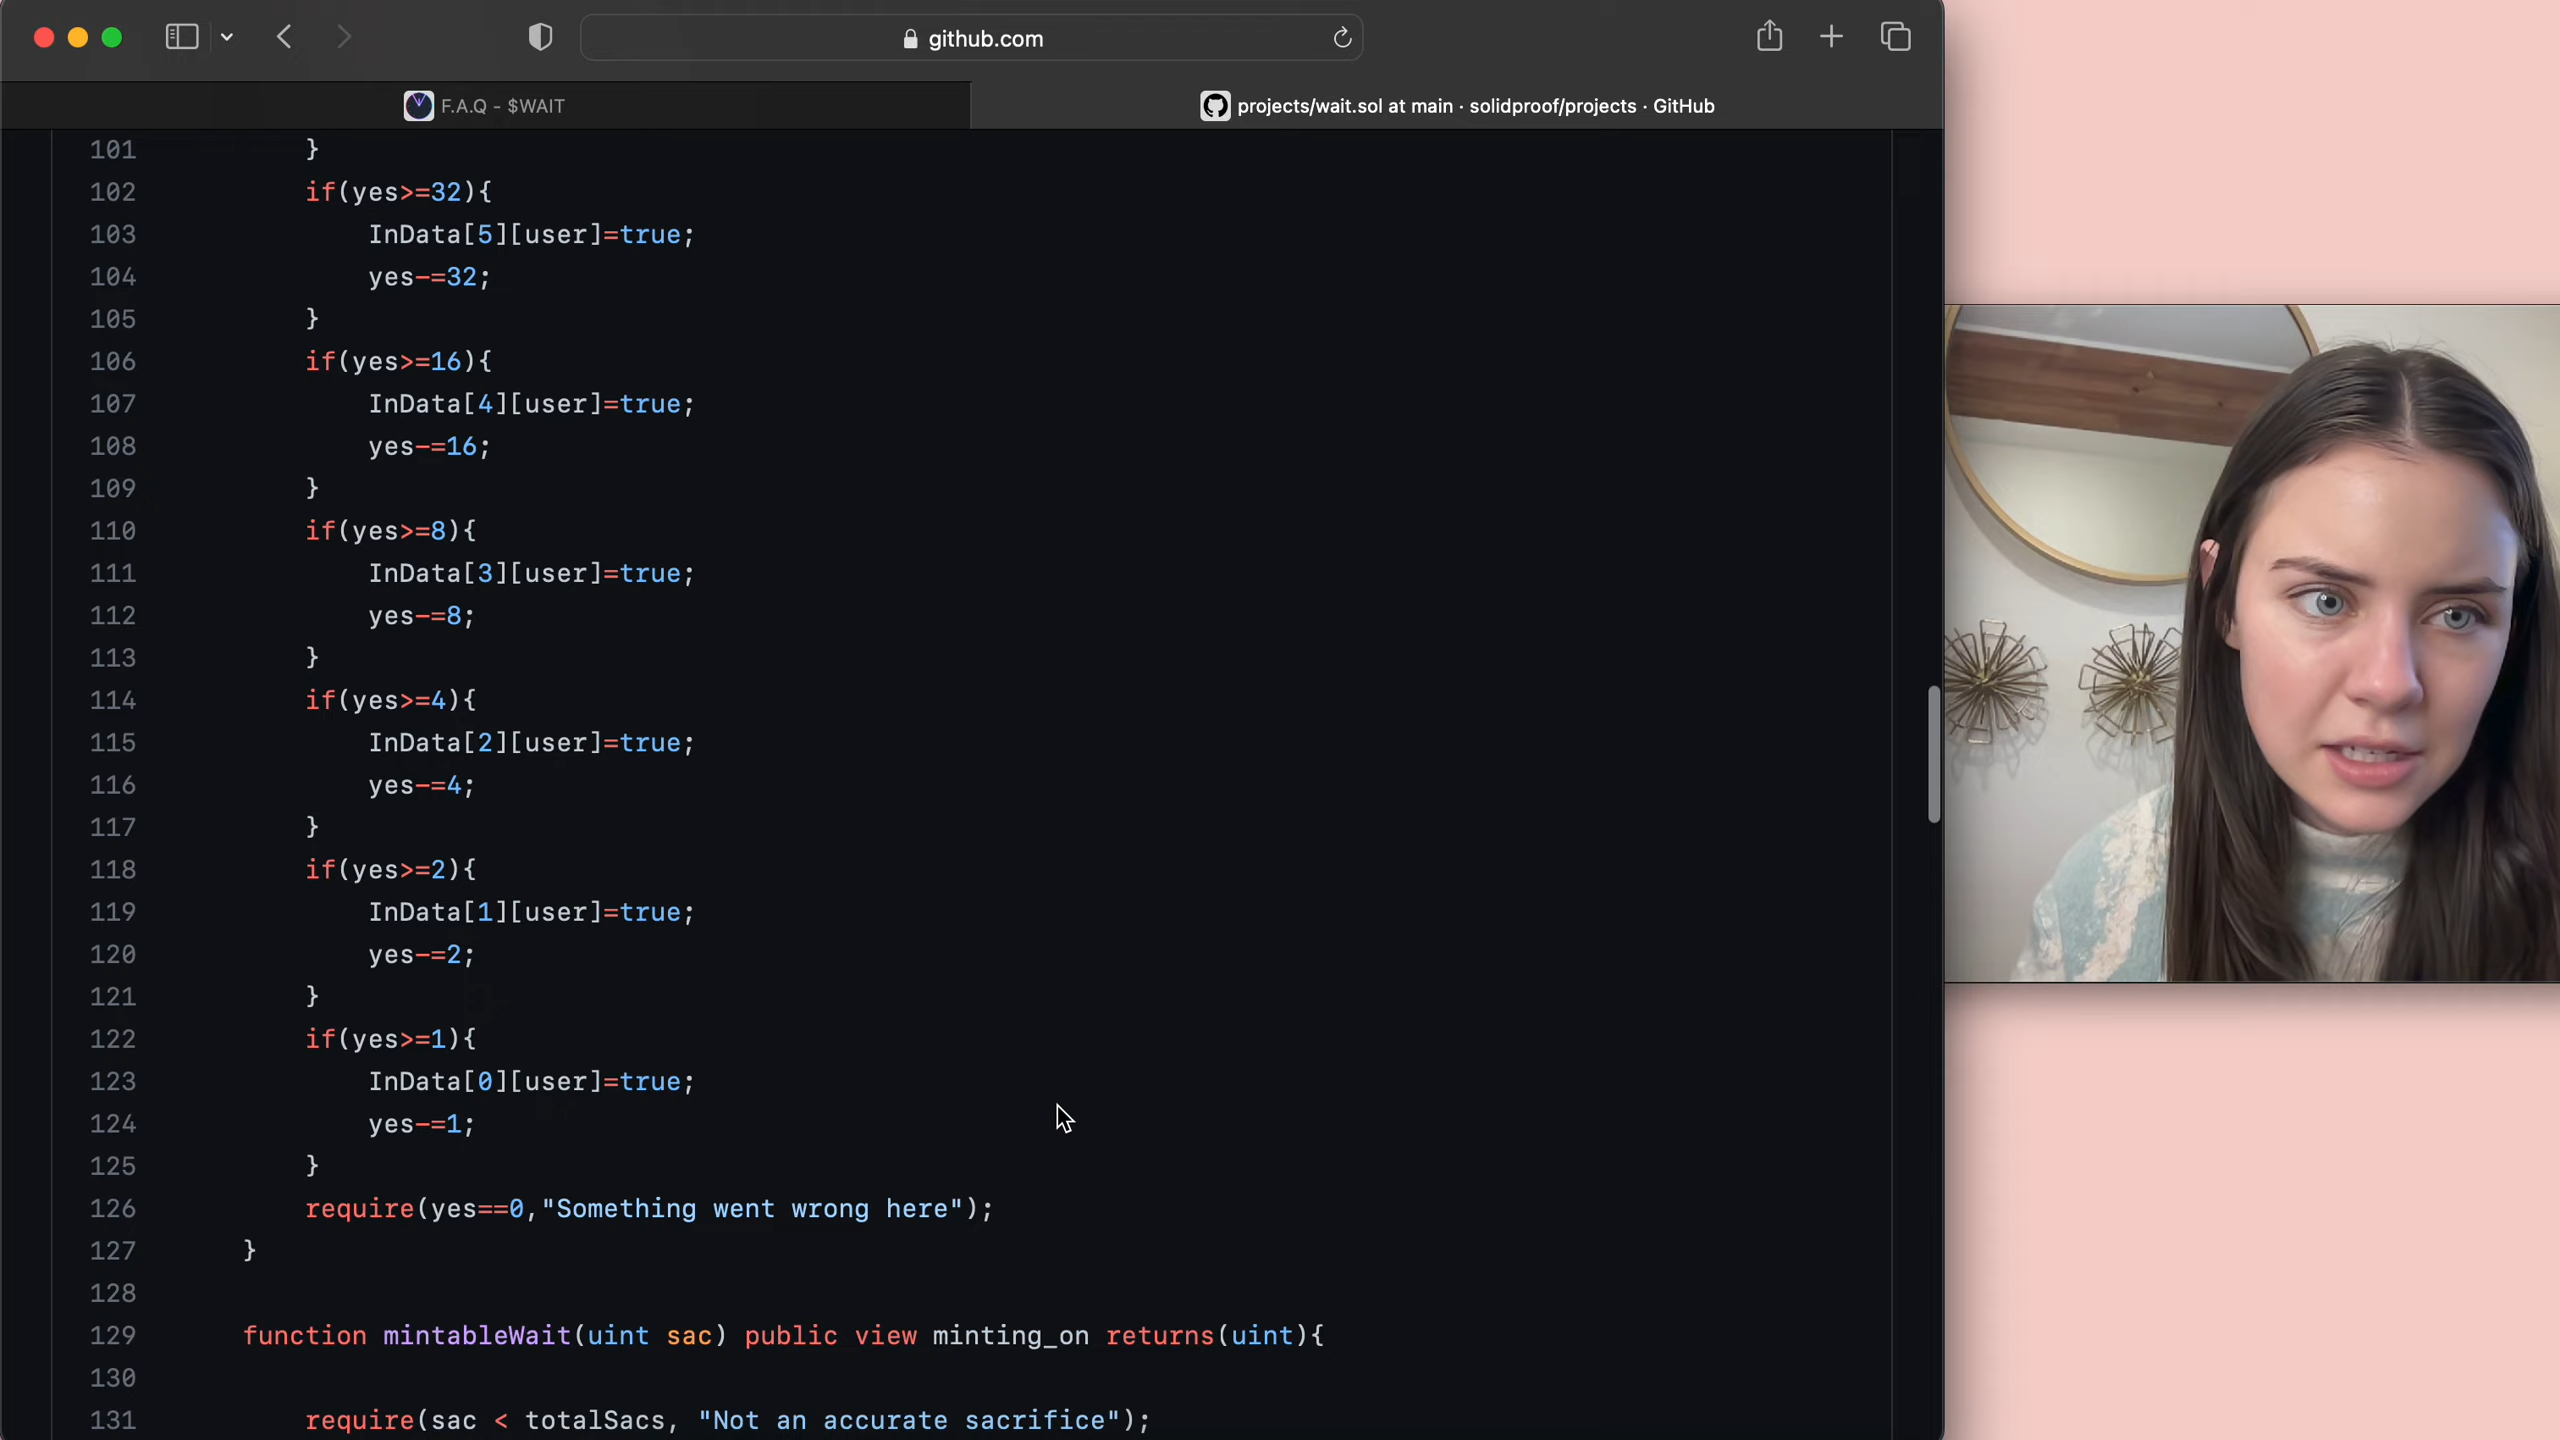 github.com
F.A.Q - $WAIT
projects/wait.sol at main · solidproof/projects · GitHub
101 }
102 if(yes>=32){
103 InData[5][user]=true;
104 yes-=32;
105 }
106 if(yes>=16){
107 InData[4][user]=true;
108 yes-=16;
109 }
110 if(yes>=8){
111 InData[3][user]=true;
112 yes-=8;
113 }
114 if(yes>=4){
115 InData[2][user]=true;
116 yes-=4;
117 }
118 if(yes>=2){
119 InData[1][user]=true;
120 yes-=2;
121 }
122 if(yes>=1){
123 InData[0][user]=true;
124 yes-=1;
125 }
126 require(yes==0,"Something went wrong here");
127 }
128
129 function mintableWait(uint sac) public view minting_on returns(uint){
130
131 require(sac < totalSacs, "Not an accurate sacrifice");